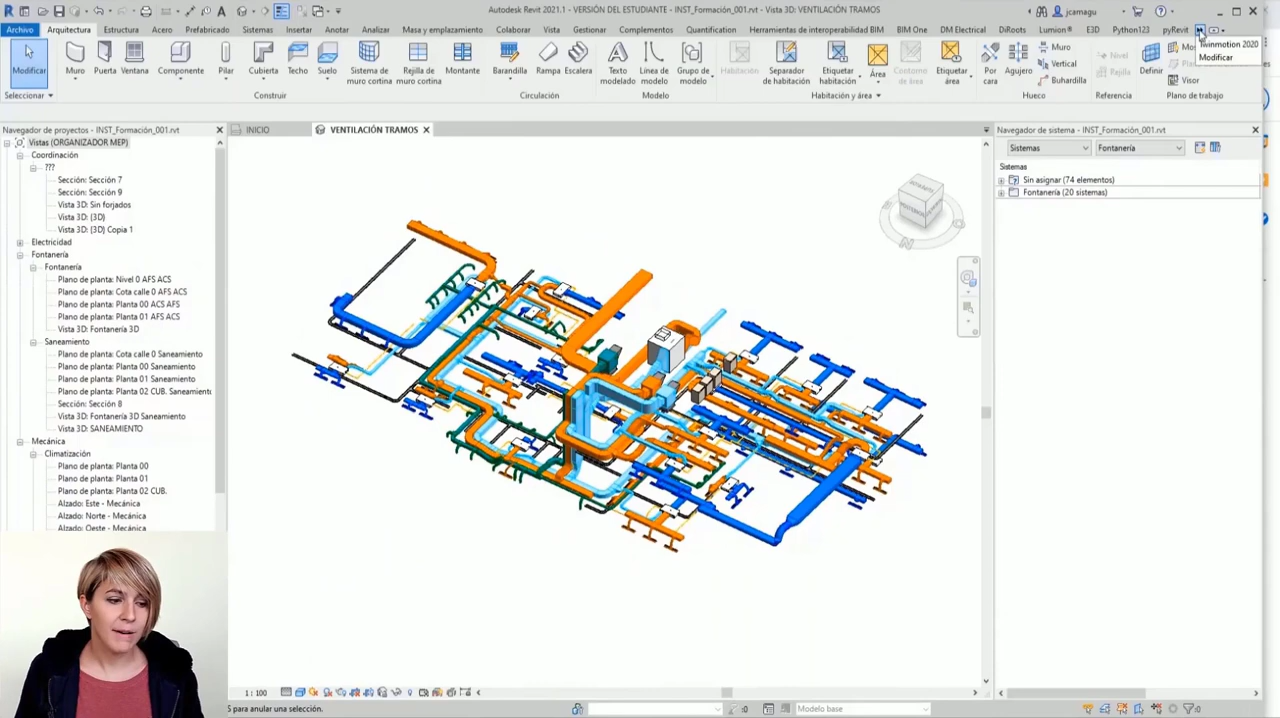 Autodesk Revit 2021.1 - VERSIÓN DEL ESTUDIANTE - INST_Formación_001.rvt - Vista 3D: VENTILACIÓN TRAMOS
jcamagu
Archivo Arquitectura Estructura Acero Prefabricado Sistemas Insertar Anotar Analizar Masa y emplazamiento Colaborar Vista Gestionar Complementos Quantification Herramientas de interoperabilidad BIM BIM One DM Electrical DiRoots Lumion® E3D Python123 pyRevit
Twinmotion 2020
Modificar
Modificar
Muro
Puerta
Ventana
Componente
Pilar
Cubierta
Techo
Suelo
Sistema de muro cortina
Rejilla de muro cortina
Montante
Barandilla
Rampa
Escalera
Texto modelado
Línea de modelo
Grupo de modelo
Habitación
Separador de habitación
Etiquetar habitación
Área
Contorno de área
Etiquetar área
Por cara
Agujero
Muro
Vertical
Buhardilla
Nivel
Rejilla
Definir
Visor
Seleccionar
Construir
Circulación
Modelo
Habitación y área
Hueco
Referencia
Plano de trabajo
Navegador de proyectos - INST_Formación_001.rvt
INICIO
VENTILACIÓN TRAMOS
Navegador de sistema - INST_Formación_001.rvt
Vistas (ORGANIZADOR MEP)
Coordinación
???
Sección: Sección 7
Sección: Sección 9
Vista 3D: Sin forjados
Vista 3D: {3D}
Vista 3D: {3D} Copia 1
Electricidad
Fontanería
Fontanería
Plano de planta: Nivel 0 AFS ACS
Plano de planta: Cota calle 0 AFS ACS
Plano de planta: Planta 00 ACS AFS
Plano de planta: Planta 01 AFS ACS
Vista 3D: Fontanería 3D
Saneamiento
Plano de planta: Cota calle 0 Saneamiento
Plano de planta: Planta 00 Saneamiento
Plano de planta: Planta 01 Saneamiento
Plano de planta: Planta 02 CUB. Saneamient
Sección: Sección 8
Vista 3D: Fontanería 3D Saneamiento
Vista 3D: SANEAMIENTO
Mecánica
Climatización
Plano de planta: Planta 00
Plano de planta: Planta 01
Plano de planta: Planta 02 CUB.
Alzado: Este - Mecánica
Alzado: Norte - Mecánica
Alzado: Oeste - Mecánica
Sistemas
Fontanería
Sistemas
Sin asignar (74 elementos)
Fontanería (20 sistemas)
N
1 : 100
S para anular una selección.
:0
Modelo base
:0